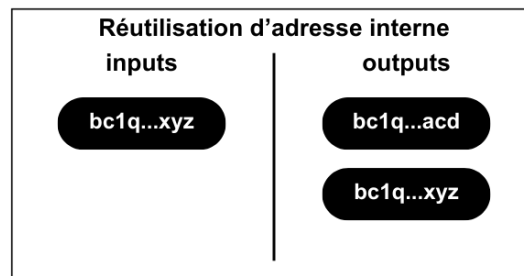 Réutilisation d’adresse interne
inputs
outputs
bc1q...xyz
bc1q...acd
bc1q...xyz